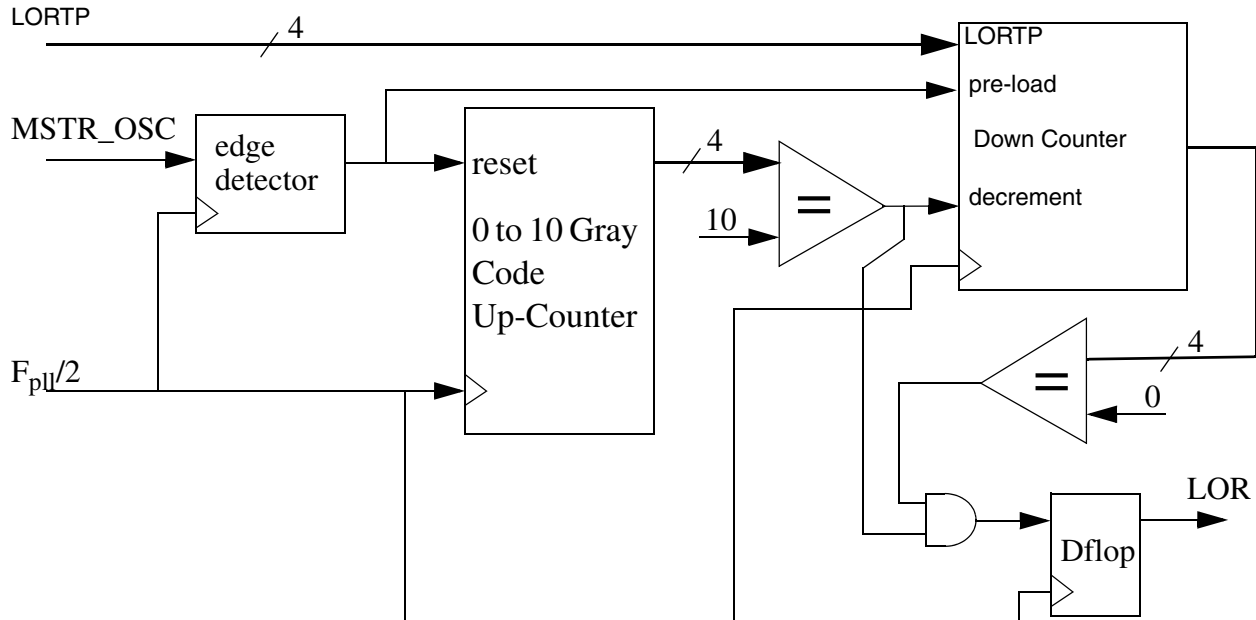 LORTP
4
LORTP
pre-load
Down Counter
decrement
MSTR_OSC
edge
detector
reset
0 to 10 Gray
Code
Up-Counter
4
10
=
Fpll/2
4
=
0
LOR
Dflop